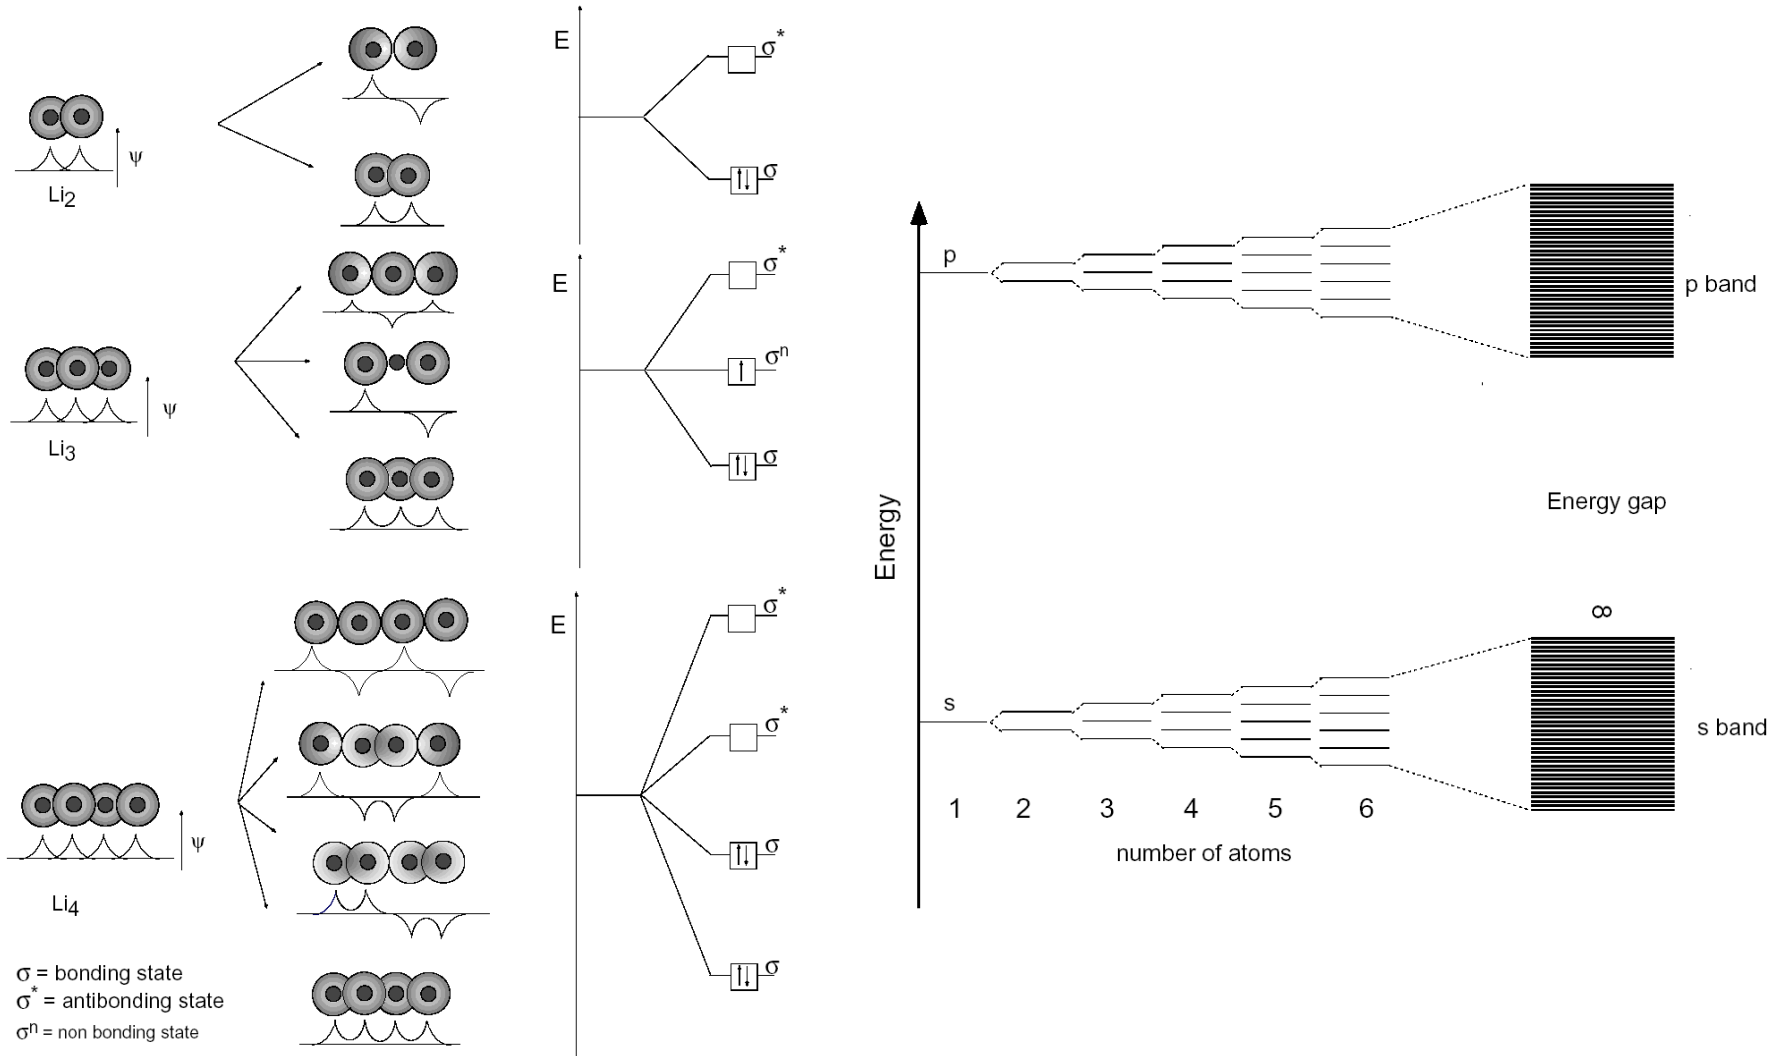 E
σ*
σ
ψ
Li2
E
σ*
σn
σ
ψ
Li3
E
σ*
σ*
σ
σ
ψ
Li4
σ = bonding state
σ* = antibonding state
σn = non bonding state
Energy
p
p band
Energy gap
∞
s
s band
1 2 3 4 5 6
number of atoms